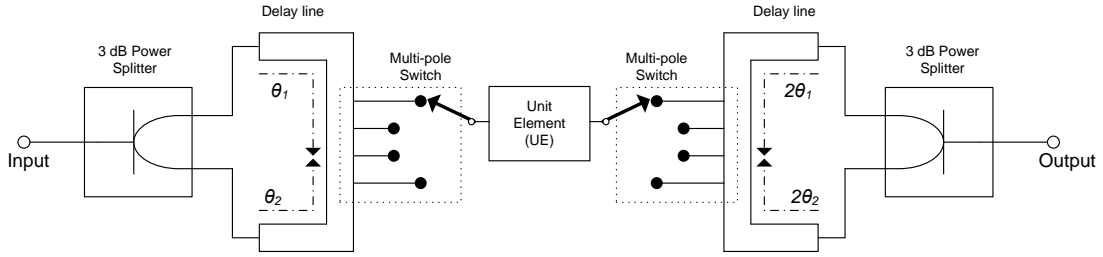 Delay line
Delay line
3 dB Power
Splitter
Multi-pole
Switch
Multi-pole
Switch
3 dB Power
Splitter
θ1
2θ1
Unit
Element
(UE)
Input
Output
θ2
2θ2